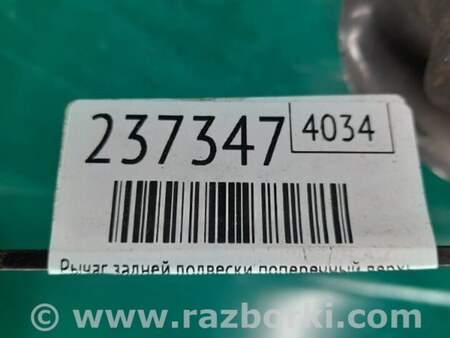 237347 4034
Рычаг задней подвески поперечный верх
© www.razborki.com